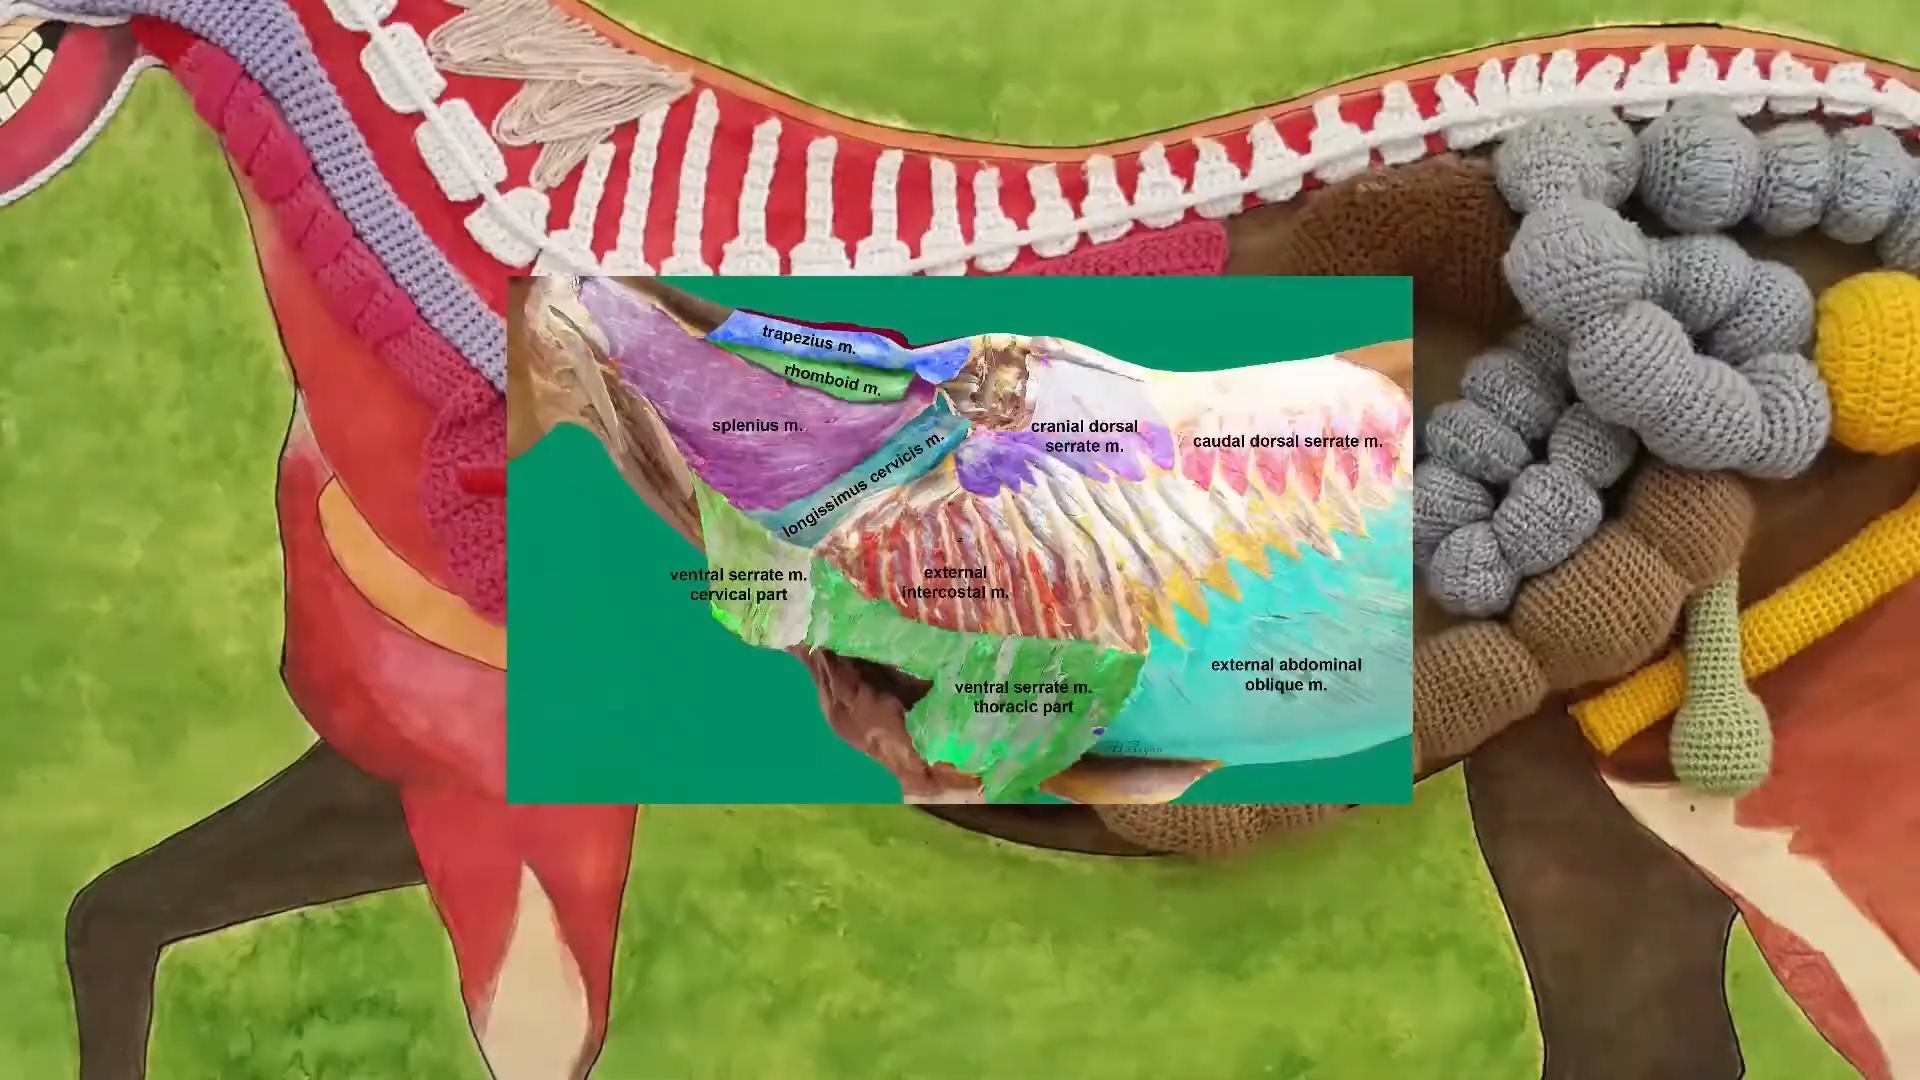 trapezius m.
rhomboid m.
splenius m.
longissimus cervicis m.
cranial dorsal
serrate m.
caudal dorsal serrate m.
ventral serrate m.
cervical part
external
intercostal m.
ventral serrate m.
thoracic part
external abdominal
oblique m.